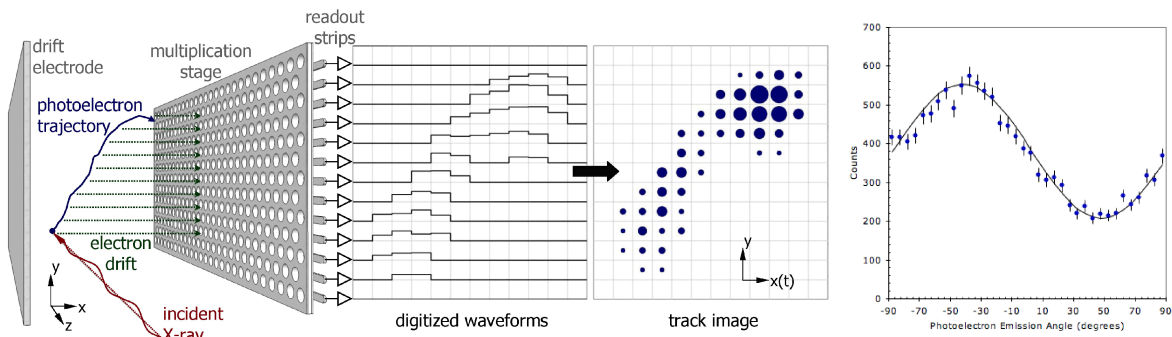 drift
electrode
multiplication
stage
readout
strips
photoelectron
trajectory
electron
drift
y
x
z
incident
X-ray
digitized waveforms
y
x(t)
track image
700
600
500
400
300
200
100
0
Counts
-90 -70 -50 -30 -10 10 30 50 70 90
Photoelectron Emission Angle (degrees)